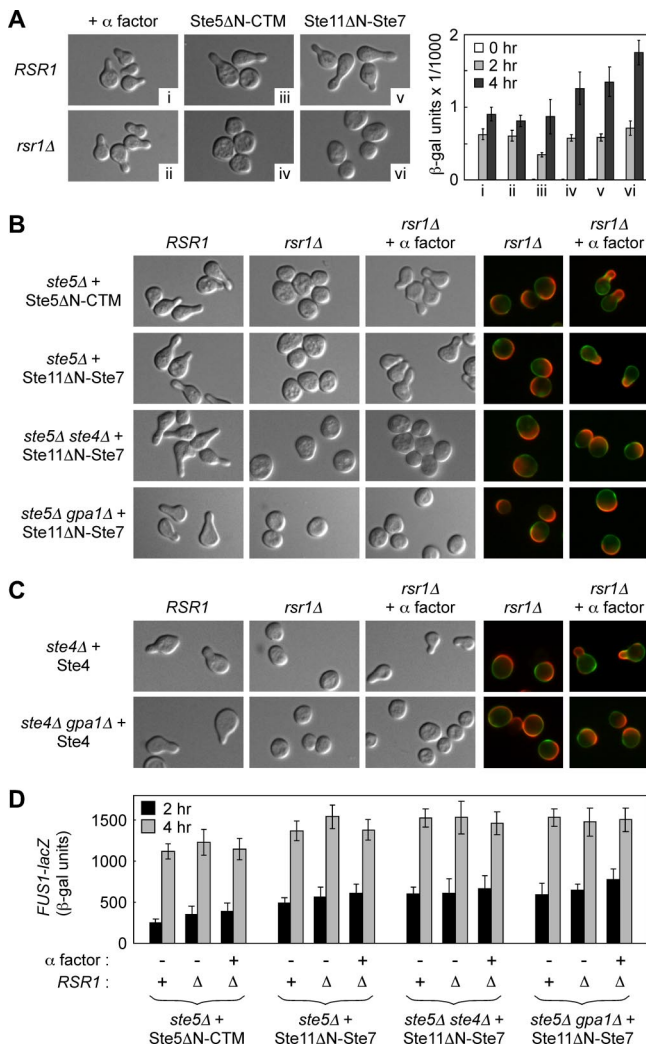 A
+ α factor
Ste5ΔN-CTM
Ste11ΔN-Ste7
RSR1
i
iii
v
rsr1Δ
ii
iv
vi
β-gal units x 1/1000
2
1
0
0 hr
2 hr
4 hr
i ii iii iv v vi
B
RSR1
rsr1Δ
rsr1Δ
+ α factor
rsr1Δ
rsr1Δ
+ α factor
ste5Δ +
Ste5ΔN-CTM
ste5Δ +
Ste11ΔN-Ste7
ste5Δ ste4Δ +
Ste11ΔN-Ste7
ste5Δ gpa1Δ +
Ste11ΔN-Ste7
C
RSR1
rsr1Δ
rsr1Δ
+ α factor
rsr1Δ
rsr1Δ
+ α factor
ste4Δ +
Ste4
ste4Δ gpa1Δ +
Ste4
D
FUS1-lacZ
(β-gal units)
1500
1000
500
0
2 hr
4 hr
α factor : - - + - - + - - + - - +
RSR1 : + Δ Δ + Δ Δ + Δ Δ + Δ Δ
ste5Δ +
Ste5ΔN-CTM
ste5Δ +
Ste11ΔN-Ste7
ste5Δ ste4Δ +
Ste11ΔN-Ste7
ste5Δ gpa1Δ +
Ste11ΔN-Ste7